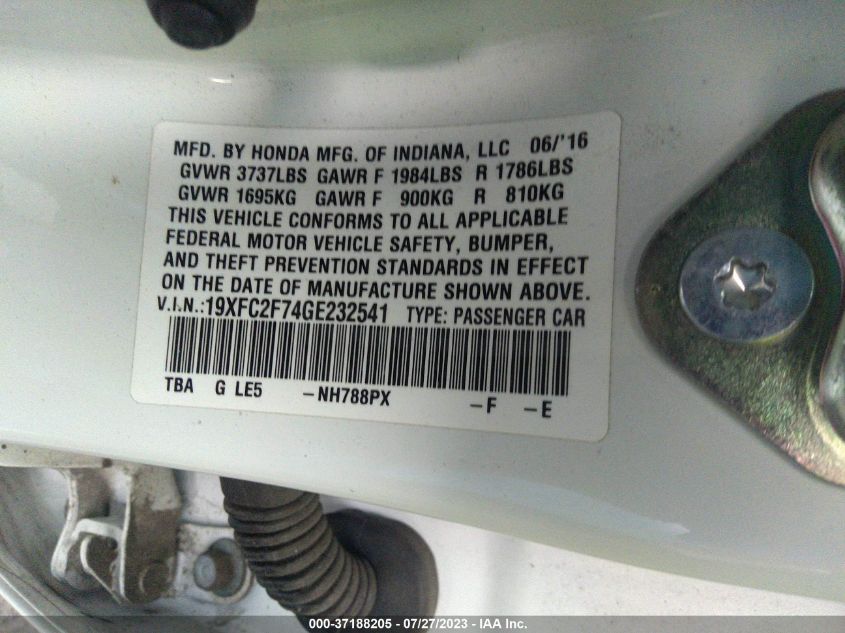 MFD. BY HONDA MFG. OF INDIANA, LLC 06/'16
GVWR 3737LBS GAWR F 1984LBS R 1786LBS
GVWR 1695KG GAWR F 900KG R 810KG
THIS VEHICLE CONFORMS TO ALL APPLICABLE
FEDERAL MOTOR VEHICLE SAFETY, BUMPER,
AND THEFT PREVENTION STANDARDS IN EFFECT
ON THE DATE OF MANUFACTURE SHOWN ABOVE.
V.I.N.:19XFC2F74GE232541 TYPE: PASSENGER CAR
TBA G LE5 -NH788PX -F -E
000-37188205 - 07/27/2023 - IAA Inc.